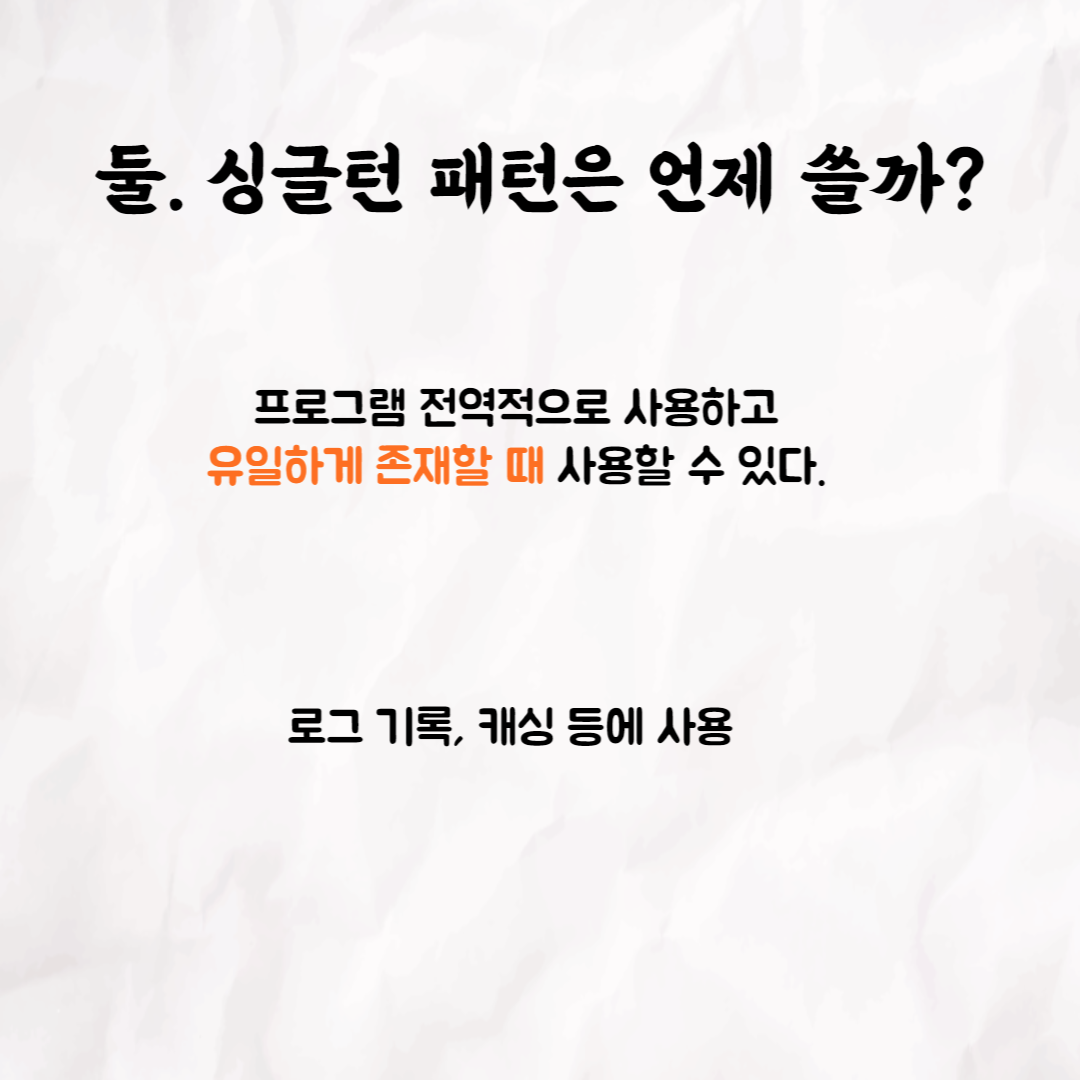 둘. 싱글턴 패턴은 언제 쓸까?
프로그램 전역적으로 사용하고
유일하게 존재할 때 사용할 수 있다.
로그 기록, 캐싱 등에 사용